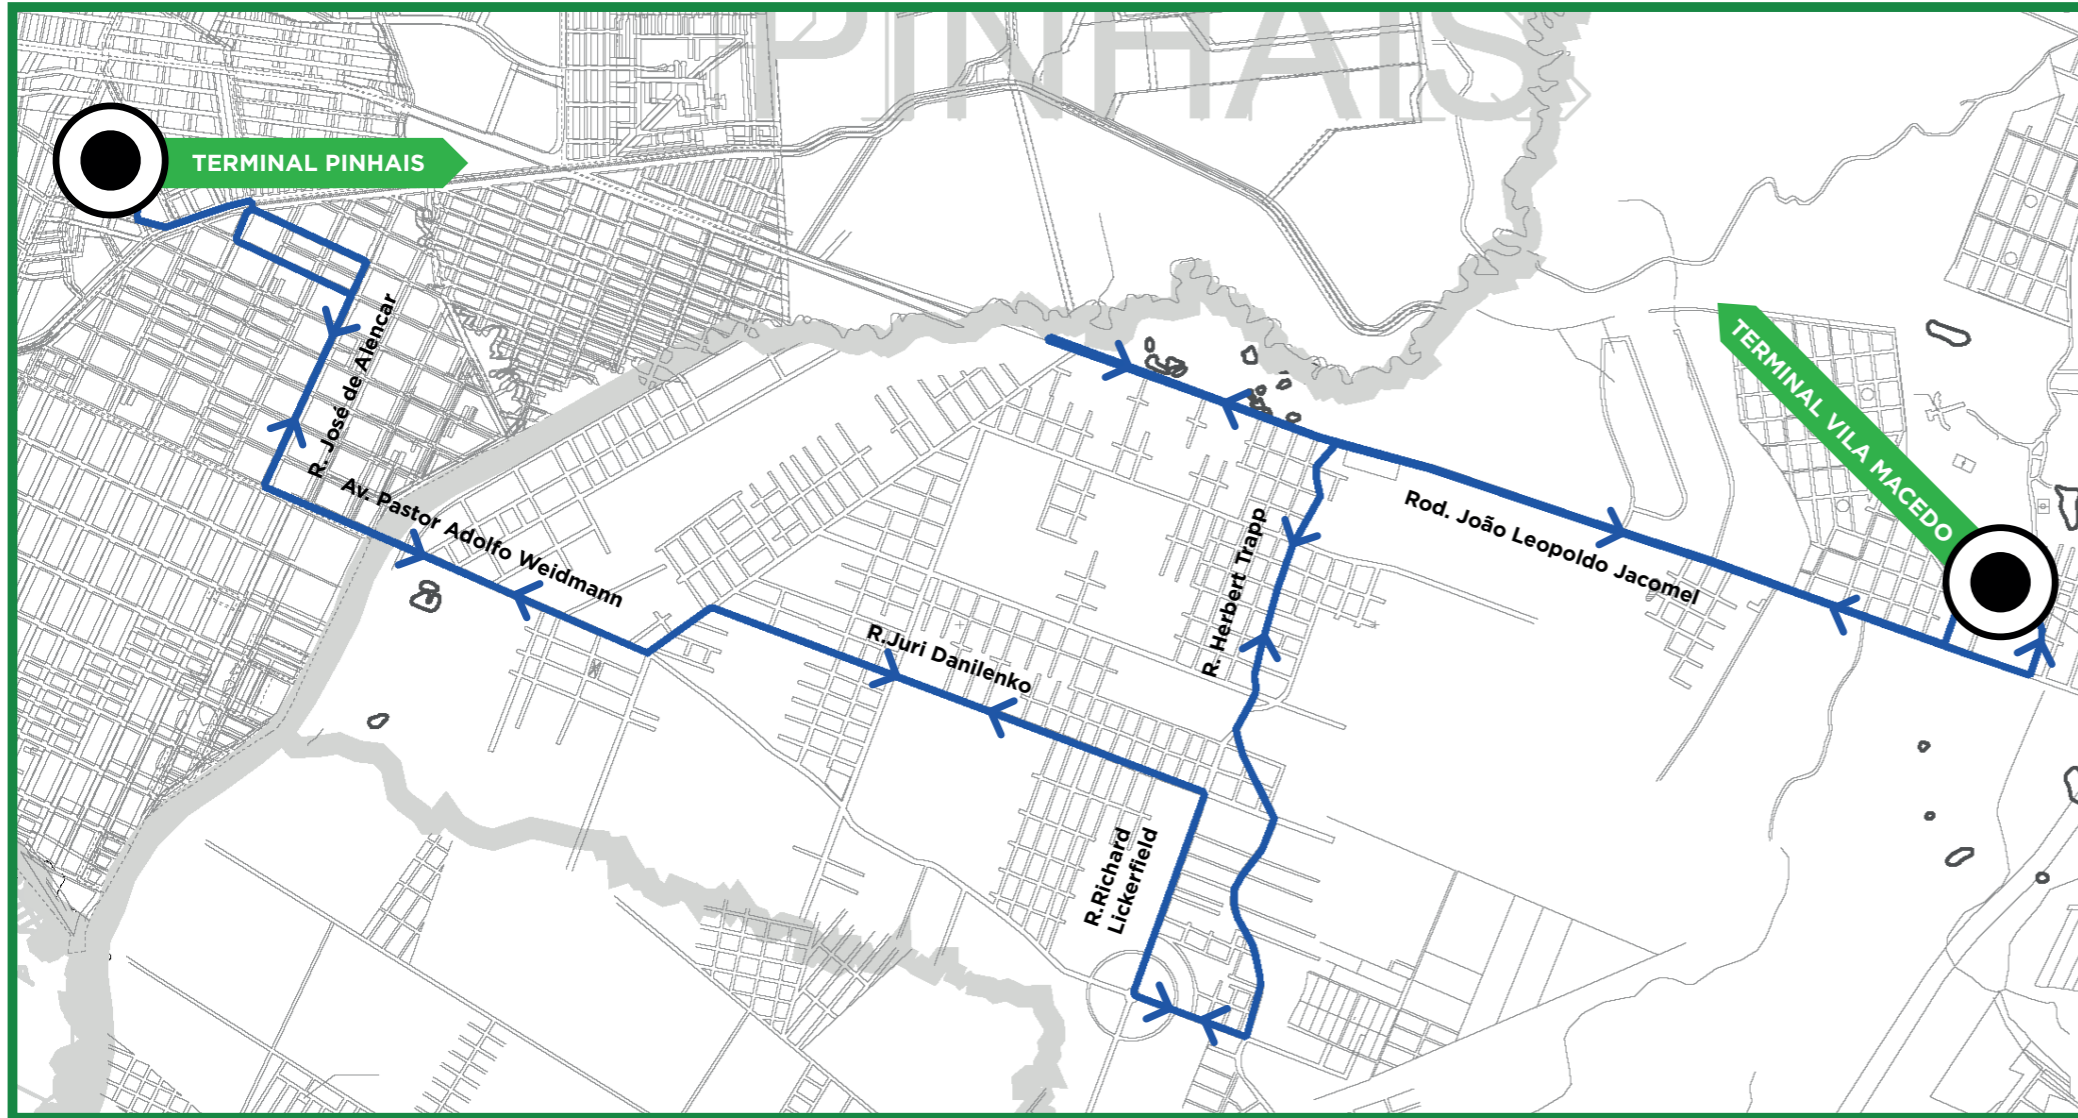 PINHAIS
TERMINAL PINHAIS
TERMINAL VILA MACEDO
R. José de Alencar
Av. Pastor Adolfo Weidmann
Rod. João Leopoldo Jacomel
R. Herbert Trapp
R.Juri Danilenko
R.Richard
Lickerfield